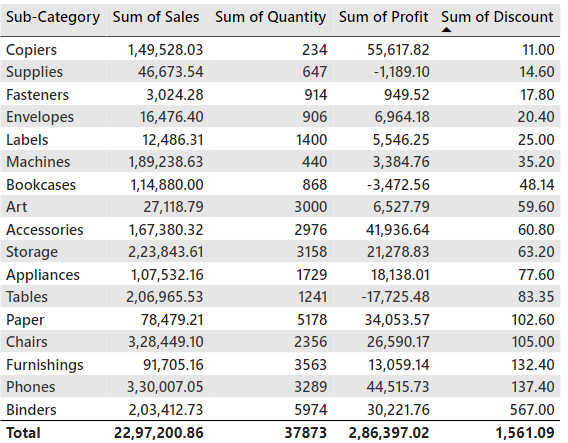 Sub-Category Sum of Sales Sum of Quantity Sum of Profit Sum of Discount
Copiers 1,49,528.03 234 55,617.82 11.00
Supplies 46,673.54 647 -1,189.10 14.60
Fasteners 3,024.28 914 949.52 17.80
Envelopes 16,476.40 906 6,964.18 20.40
Labels 12,486.31 1400 5,546.25 25.00
Machines 1,89,238.63 440 3,384.76 35.20
Bookcases 1,14,880.00 868 -3,472.56 48.14
Art 27,118.79 3000 6,527.79 59.60
Accessories 1,67,380.32 2976 41,936.64 60.80
Storage 2,23,843.61 3158 21,278.83 63.20
Appliances 1,07,532.16 1729 18,138.01 77.60
Tables 2,06,965.53 1241 -17,725.48 83.35
Paper 78,479.21 5178 34,053.57 102.60
Chairs 3,28,449.10 2356 26,590.17 105.00
Furnishings 91,705.16 3563 13,059.14 132.40
Phones 3,30,007.05 3289 44,515.73 137.40
Binders 2,03,412.73 5974 30,221.76 567.00
Total 22,97,200.86 37873 2,86,397.02 1,561.09